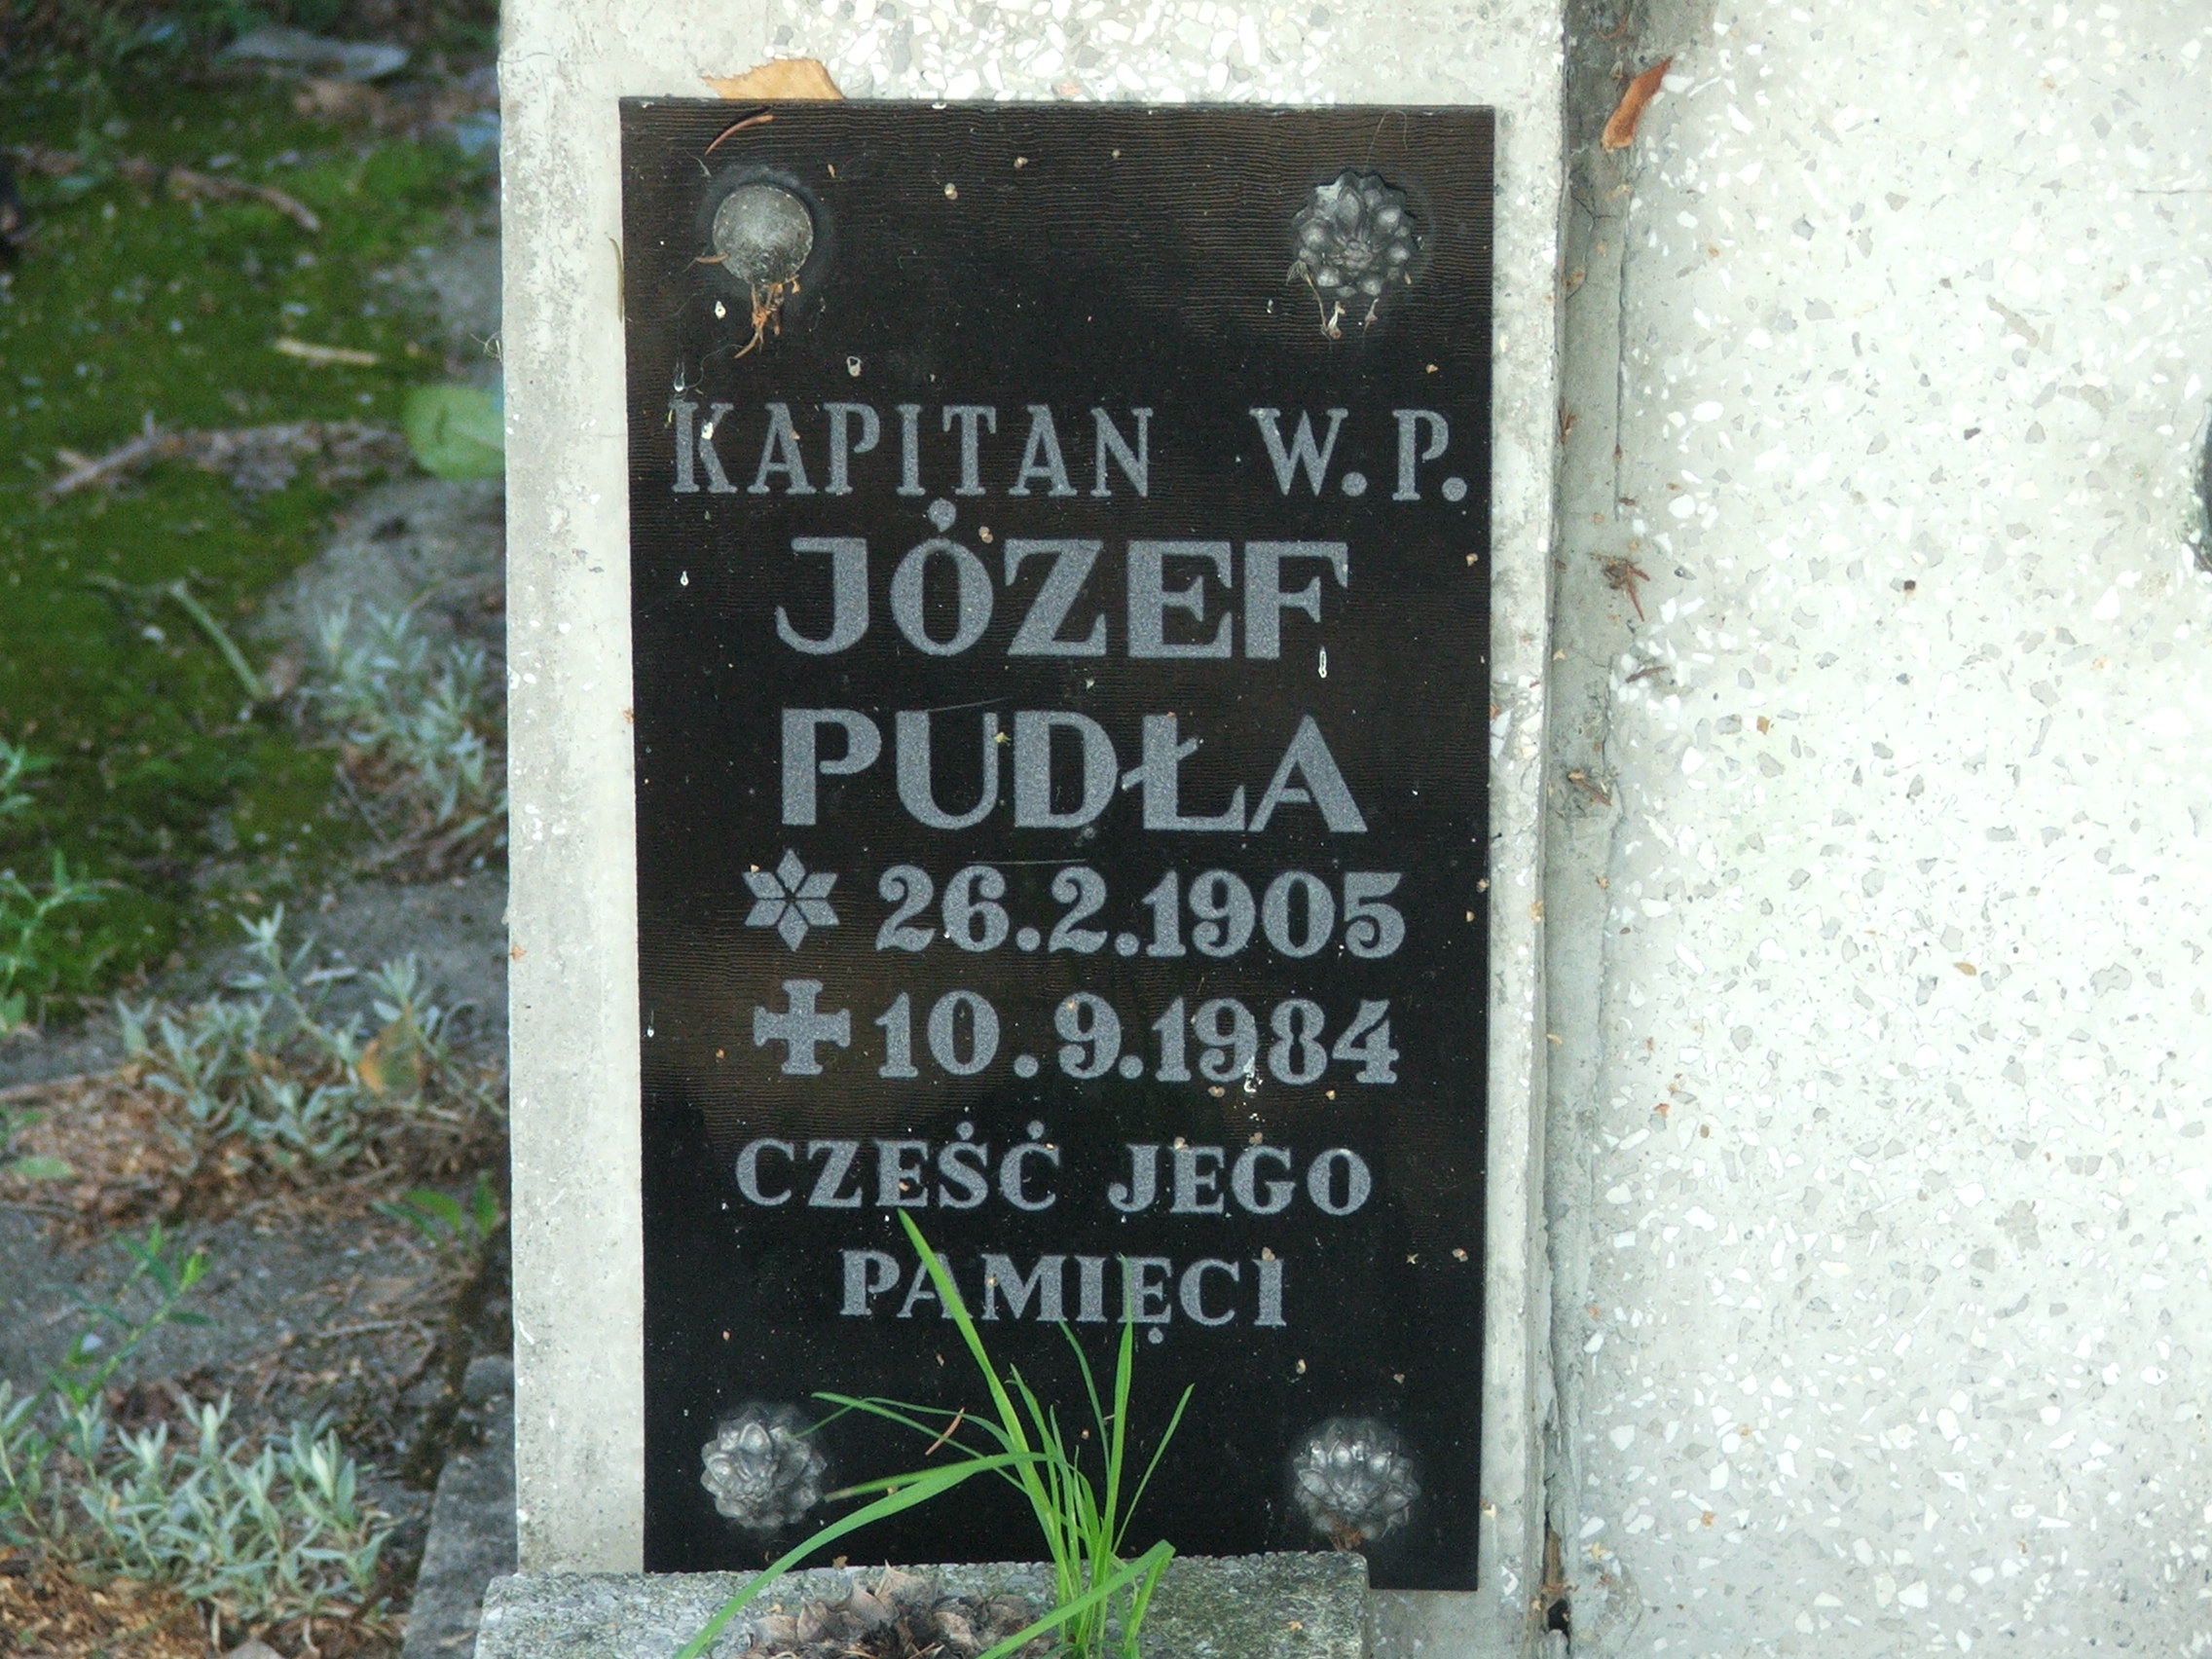 KAPITAN W.P.
JÓZEF
PUDŁA
* 26.2.1905
✝ 10.9.1984
CZEŚĆ JEGO
PAMIĘCI